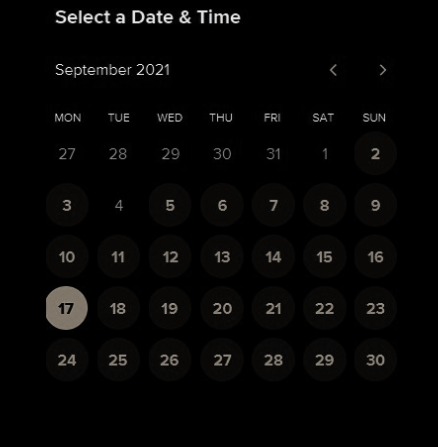 Select a Date & Time
September 2021
MON TUE WED THU FRI SAT SUN
27 28 29 30 31 1 2
3 4 5 6 7 8 9
10 11 12 13 14 15 16
17 18 19 20 21 22 23
24 25 26 27 28 29 30